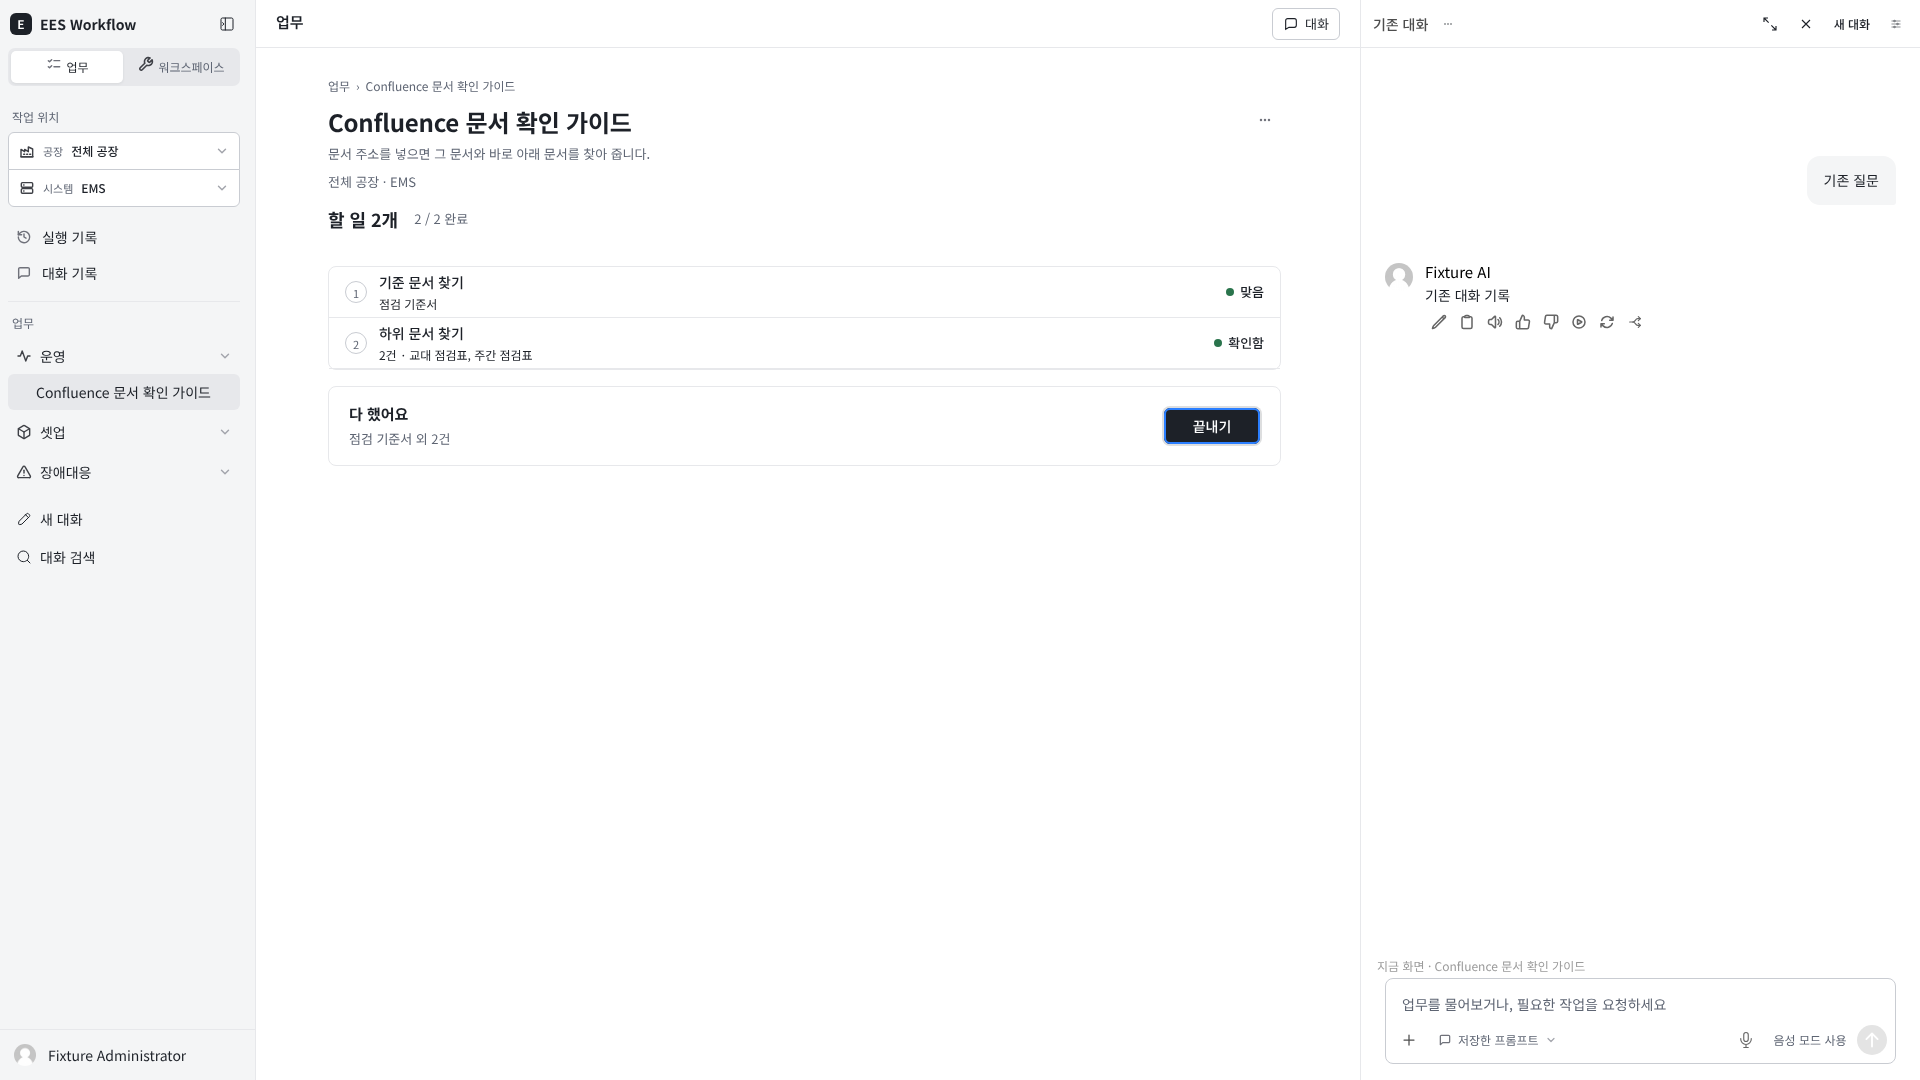 E EES Workflow
업무
워크스페이스
작업 위치
공장 전체 공장
시스템 EMS
실행 기록
대화 기록
업무
운영
Confluence 문서 확인 가이드
셋업
장애대응
새 대화
대화 검색
Fixture Administrator
업무
대화
업무 › Confluence 문서 확인 가이드
Confluence 문서 확인 가이드
문서 주소를 넣으면 그 문서와 바로 아래 문서를 찾아 줍니다.
전체 공장 · EMS
할 일 2개 2 / 2 완료
1 기준 문서 찾기
점검 기준서
맞음
2 하위 문서 찾기
2건 · 교대 점검표, 주간 점검표
확인함
다 했어요
점검 기준서 외 2건
끝내기
기존 대화
새 대화
기존 질문
Fixture AI
기존 대화 기록
지금 화면 · Confluence 문서 확인 가이드
업무를 물어보거나, 필요한 작업을 요청하세요
저장한 프롬프트
음성 모드 사용